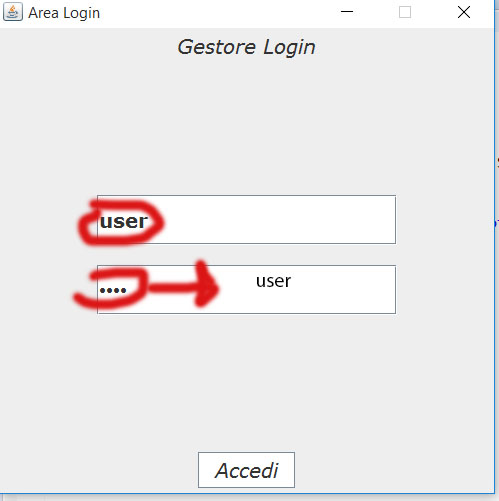 Area Login
Gestore Login
user
•••• user
Accedi